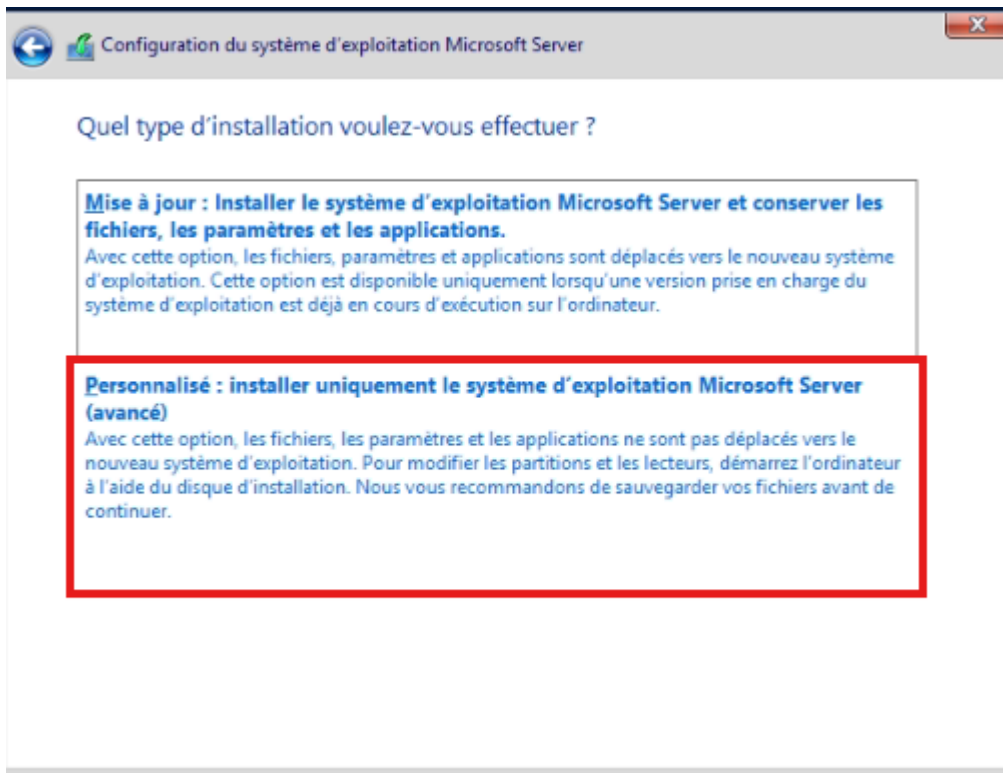 Configuration du système d'exploitation Microsoft Server
Quel type d'installation voulez-vous effectuer ?
Mise à jour : Installer le système d'exploitation Microsoft Server et conserver les
fichiers, les paramètres et les applications.
Avec cette option, les fichiers, paramètres et applications sont déplacés vers le nouveau système
d'exploitation. Cette option est disponible uniquement lorsqu'une version prise en charge du
système d'exploitation est déjà en cours d'exécution sur l'ordinateur.
Personnalisé : installer uniquement le système d'exploitation Microsoft Server
(avancé)
Avec cette option, les fichiers, les paramètres et les applications ne sont pas déplacés vers le
nouveau système d'exploitation. Pour modifier les partitions et les lecteurs, démarrez l'ordinateur
à l'aide du disque d'installation. Nous vous recommandons de sauvegarder vos fichiers avant de
continuer.